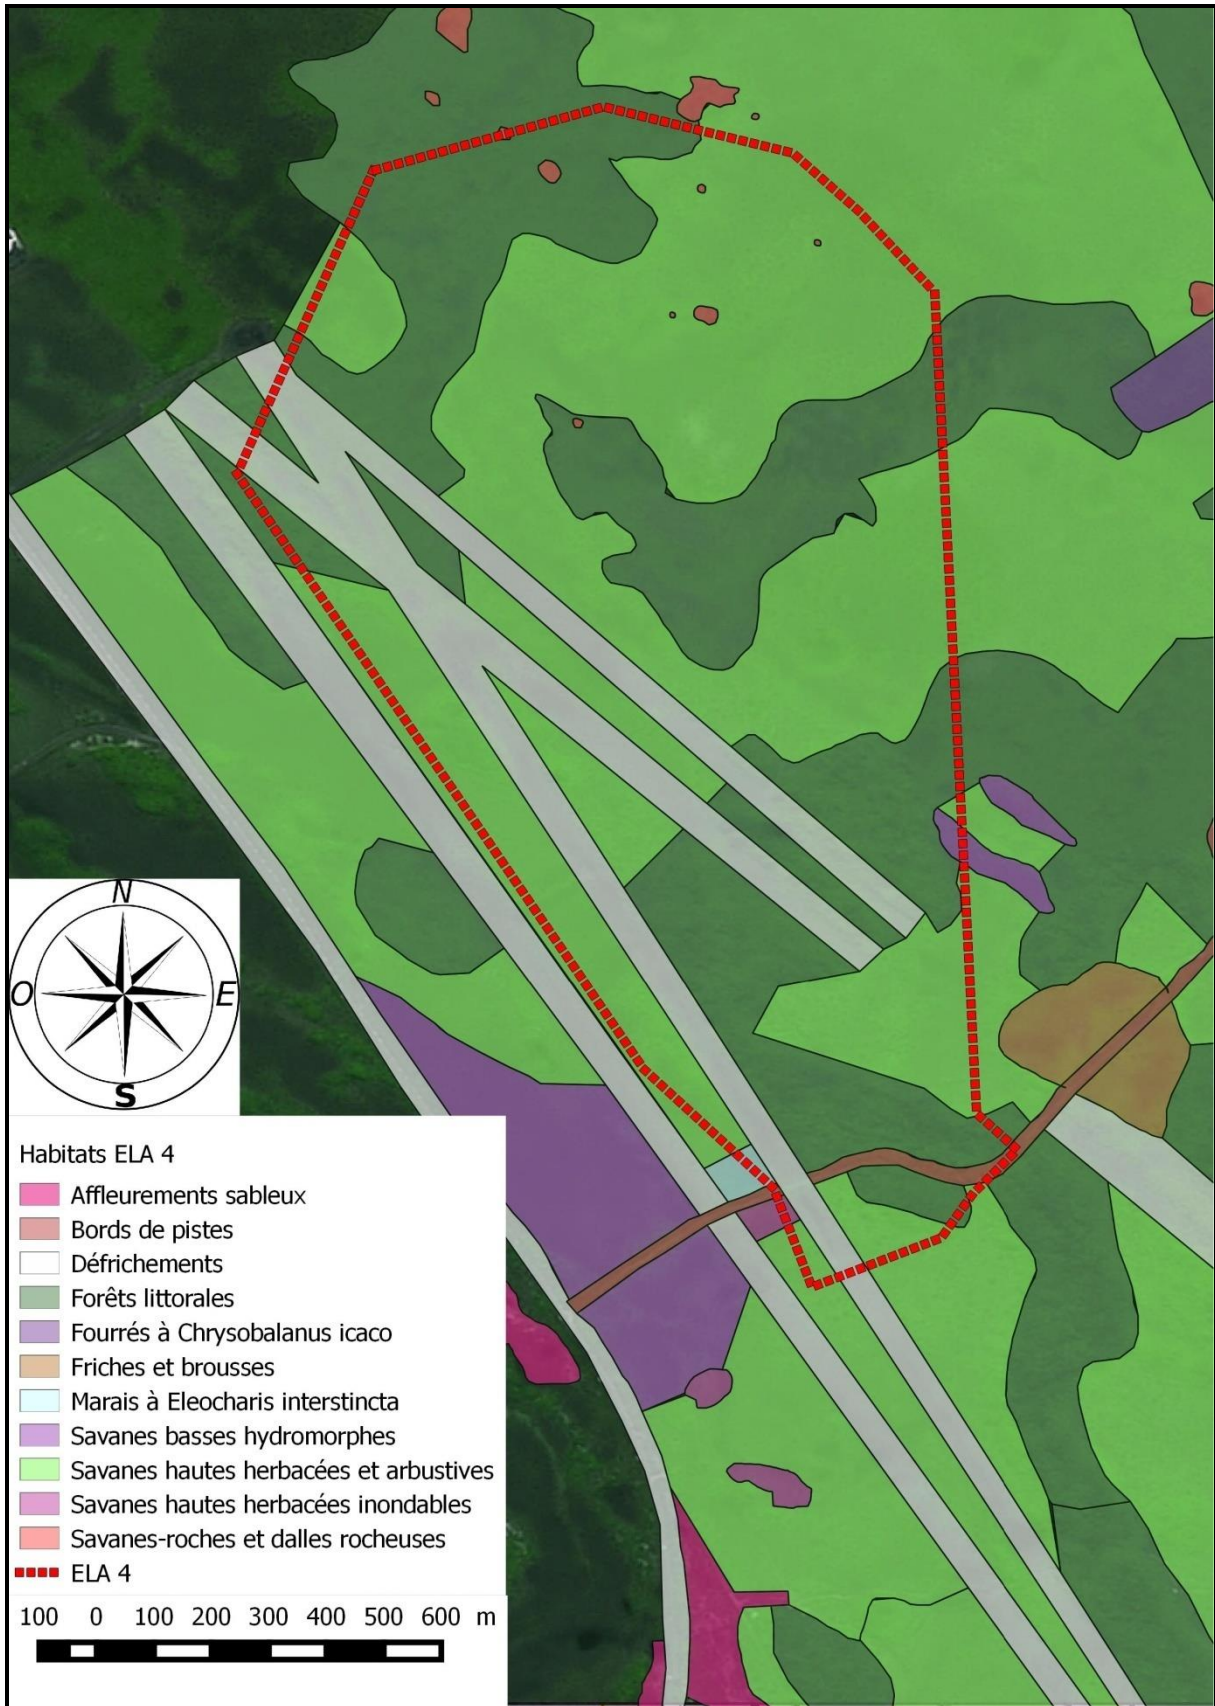 N
O
E
S
Habitats ELA 4
Affleurements sableux
Bords de pistes
Défrichements
Forêts littorales
Fourrés à Chrysobalanus icaco
Friches et brousses
Marais à Eleocharis interstincta
Savanes basses hydromorphes
Savanes hautes herbacées et arbustives
Savanes hautes herbacées inondables
Savanes-roches et dalles rocheuses
ELA 4
100 0 100 200 300 400 500 600 m